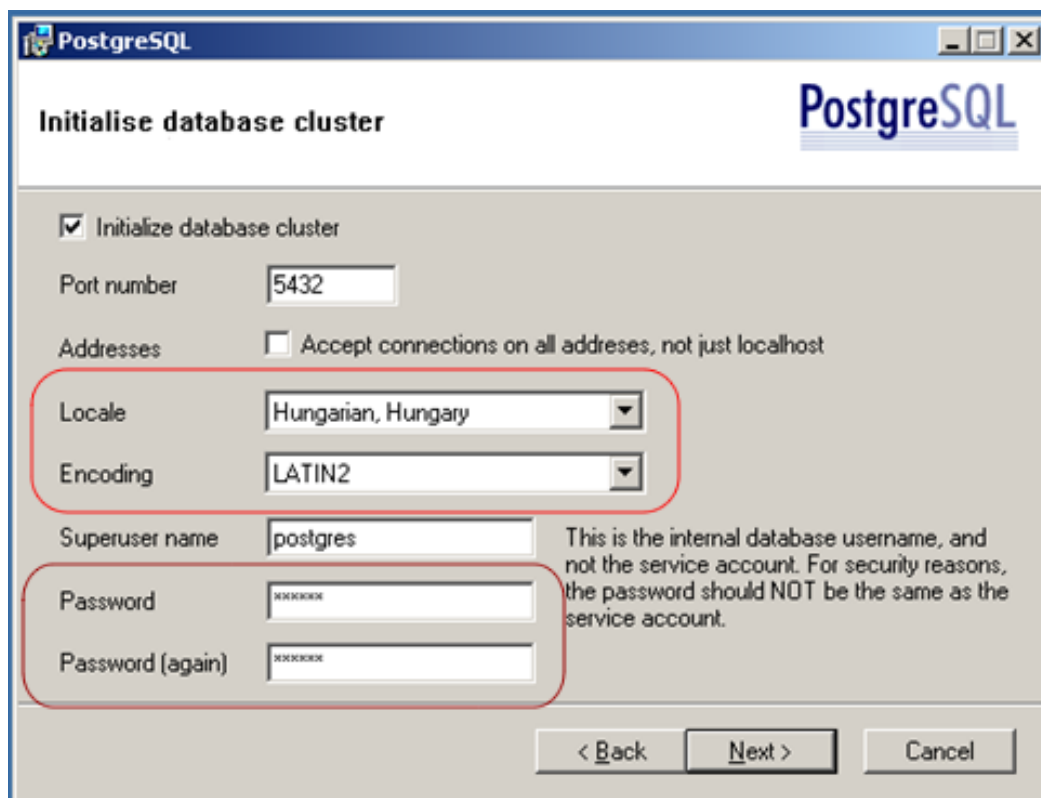 PostgreSQL
Initialise database cluster
PostgreSQL
Initialize database cluster
Port number 5432
Addresses Accept connections on all addreses, not just localhost
Locale Hungarian, Hungary
Encoding LATIN2
Superuser name postgres
This is the internal database username, and
not the service account. For security reasons,
the password should NOT be the same as the
service account.
Password ******
Password (again) ******
< Back Next > Cancel